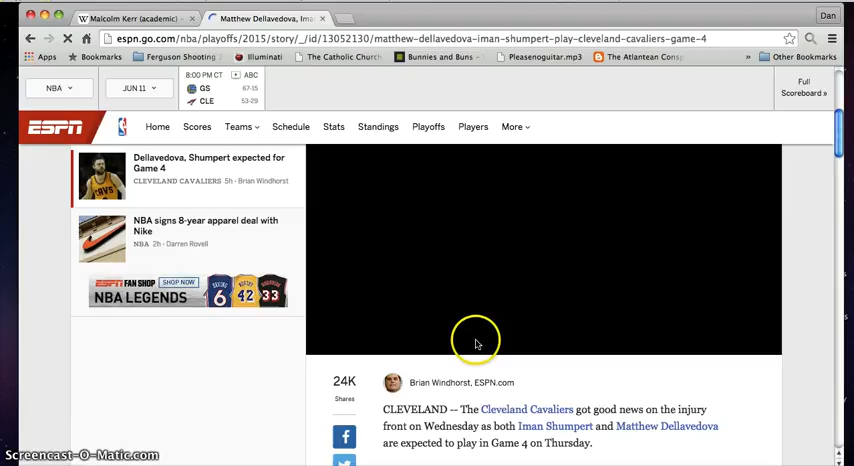 Malcolm Kerr (academic) -
Matthew Dellavedova, Iman
Dan
espn.go.com/nba/playoffs/2015/story/_/id/13052130/matthew-dellavedova-iman-shumpert-play-cleveland-cavaliers-game-4
Apps
Bookmarks
Ferguson Shooting
Illuminati
The Catholic Church
Bunnies and Buns -
Pleasenoguitar.mp3
The Atlantean Cons
»
Other Bookmarks
NBA
JUN 11
8:00 PM CT
ABC
GS 67-15
CLE 53-29
Full
Scoreboard »
ESPN
Home
Scores
Teams
Schedule
Stats
Standings
Playoffs
Players
More
Dellavedova, Shumpert expected for
Game 4
CLEVELAND CAVALIERS 5h - Brian Windhorst
NBA signs 8-year apparel deal with
Nike
NBA 2h - Darren Rovell
ESPN FAN SHOP
SHOP NOW
NBA LEGENDS
6
42
33
24K
Shares
Brian Windhorst, ESPN.com
CLEVELAND -- The Cleveland Cavaliers got good news on the injury
front on Wednesday as both Iman Shumpert and Matthew Dellavedova
are expected to play in Game 4 on Thursday.
Screencast-O-Matic.com